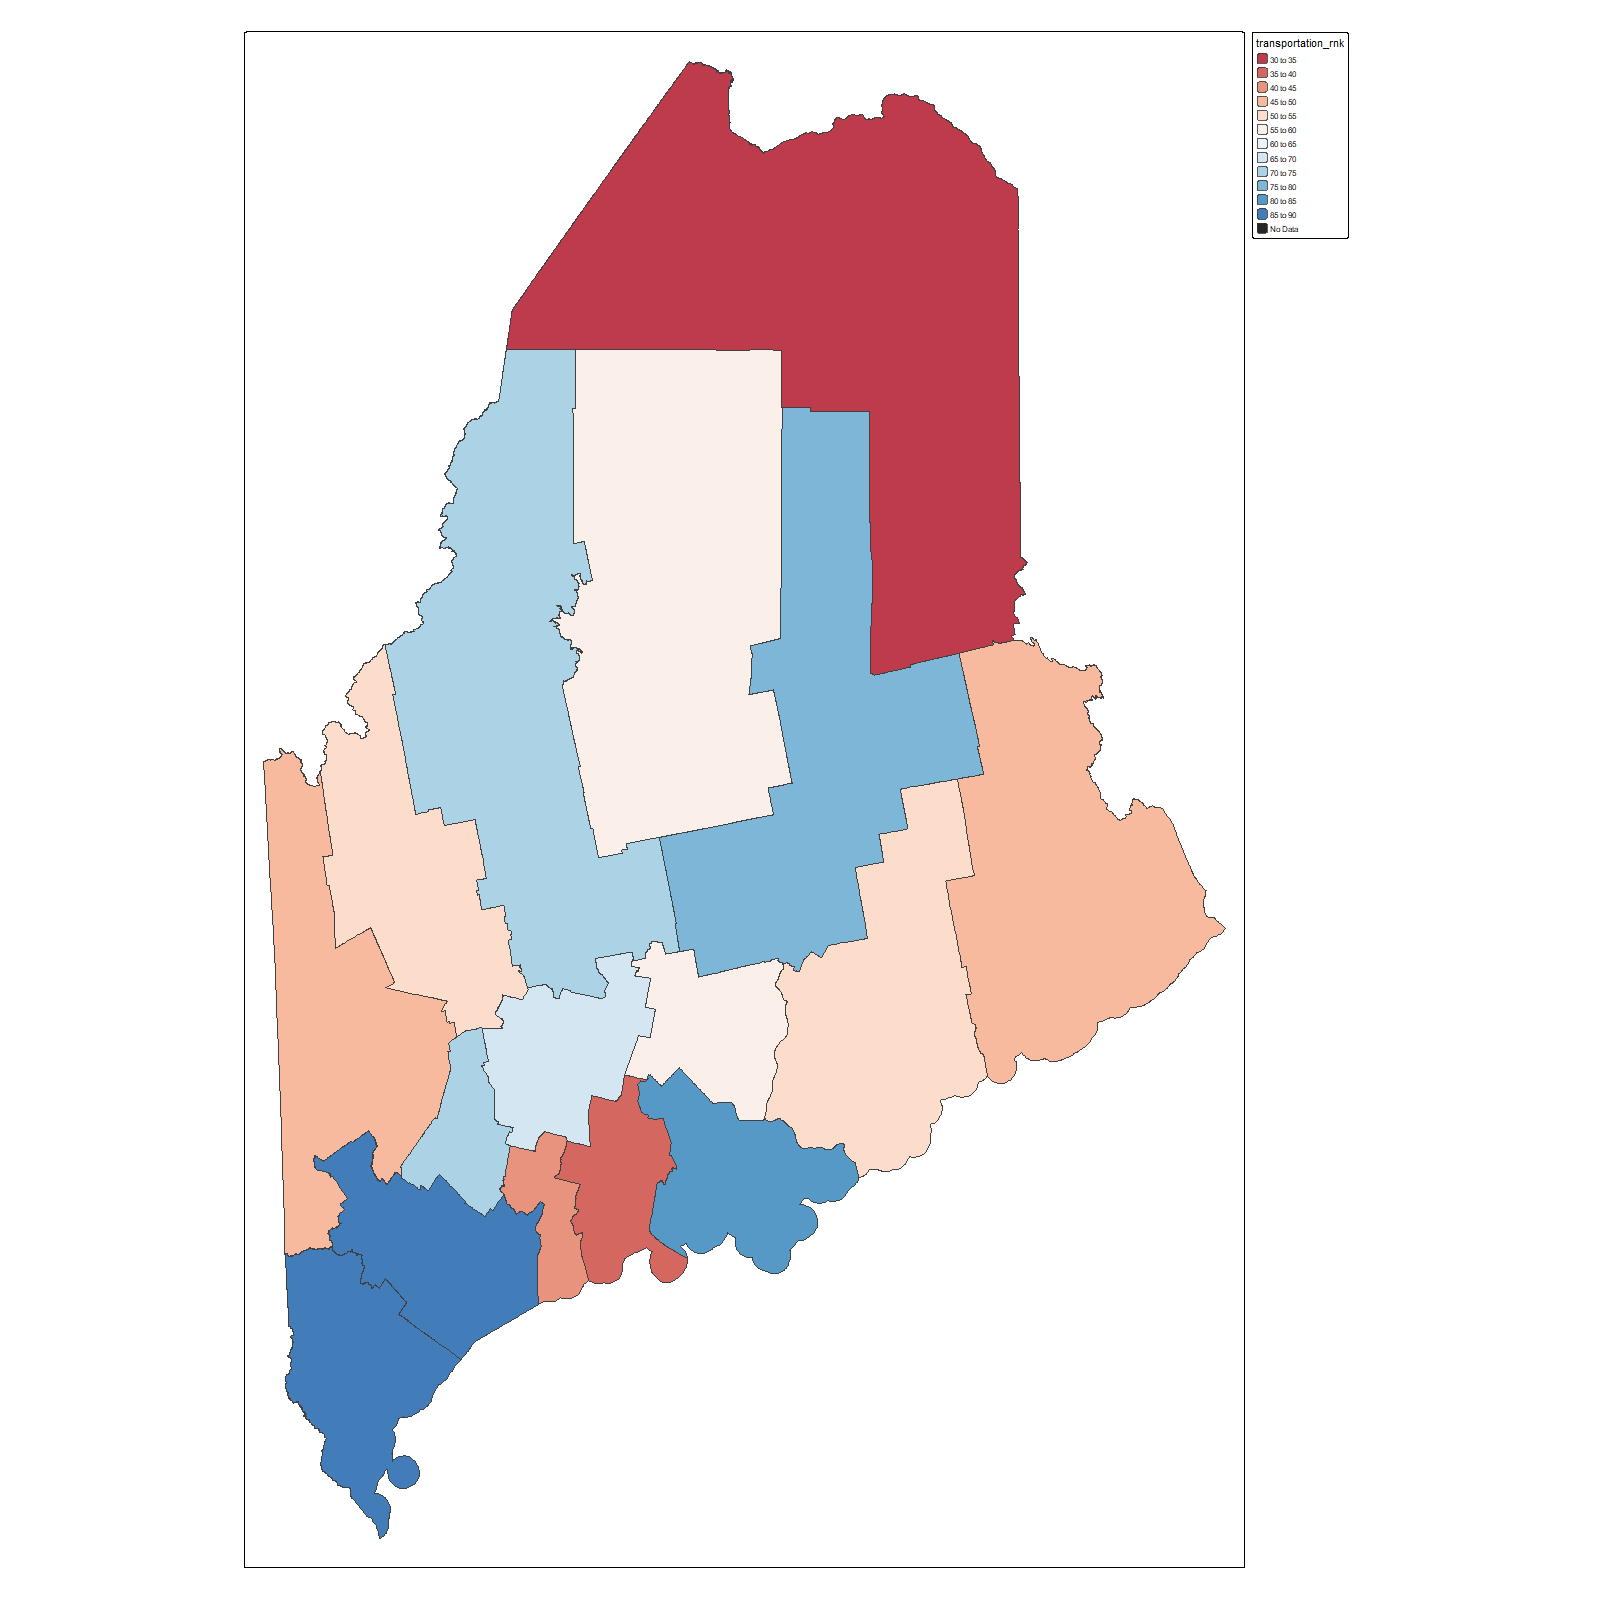 transportation_rnk
30 to 35
35 to 40
40 to 45
45 to 50
50 to 55
55 to 60
60 to 65
65 to 70
70 to 75
75 to 80
80 to 85
85 to 90
No Data